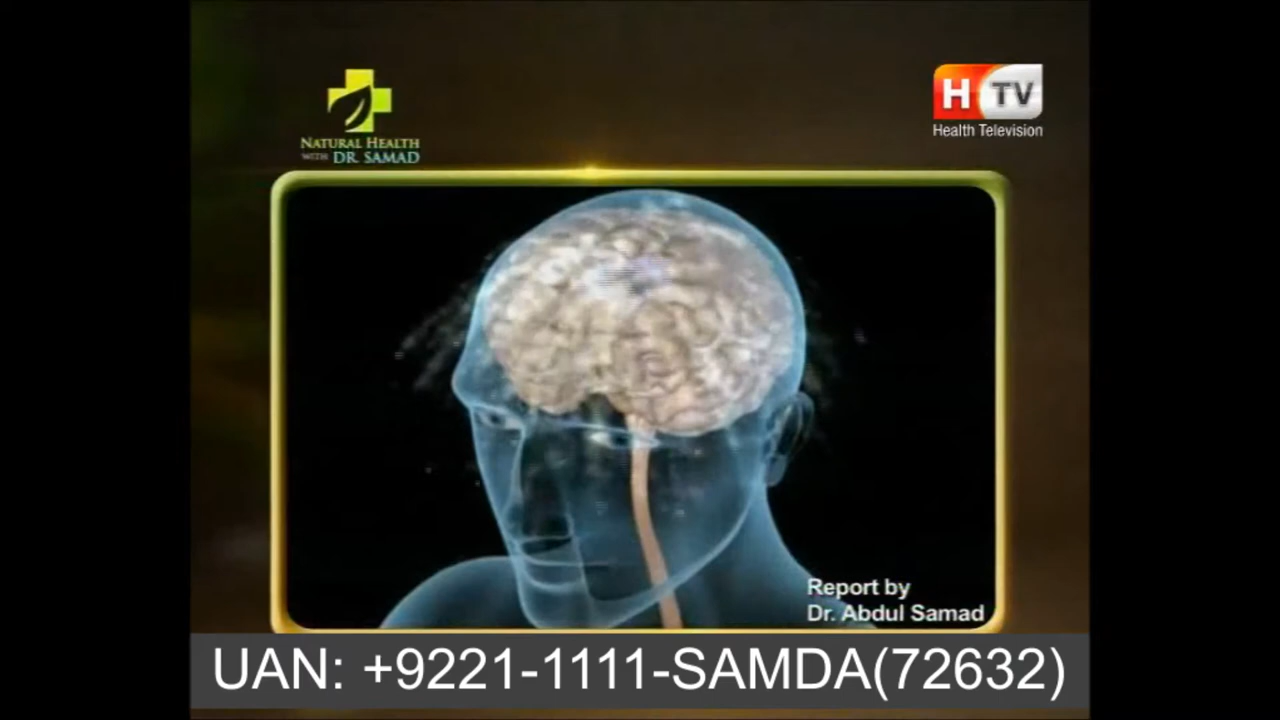 NATURAL HEALTH
WITH DR. SAMAD
H TV
Health Television
Report by
Dr. Abdul Samad
UAN: +9221-1111-SAMDA(72632)